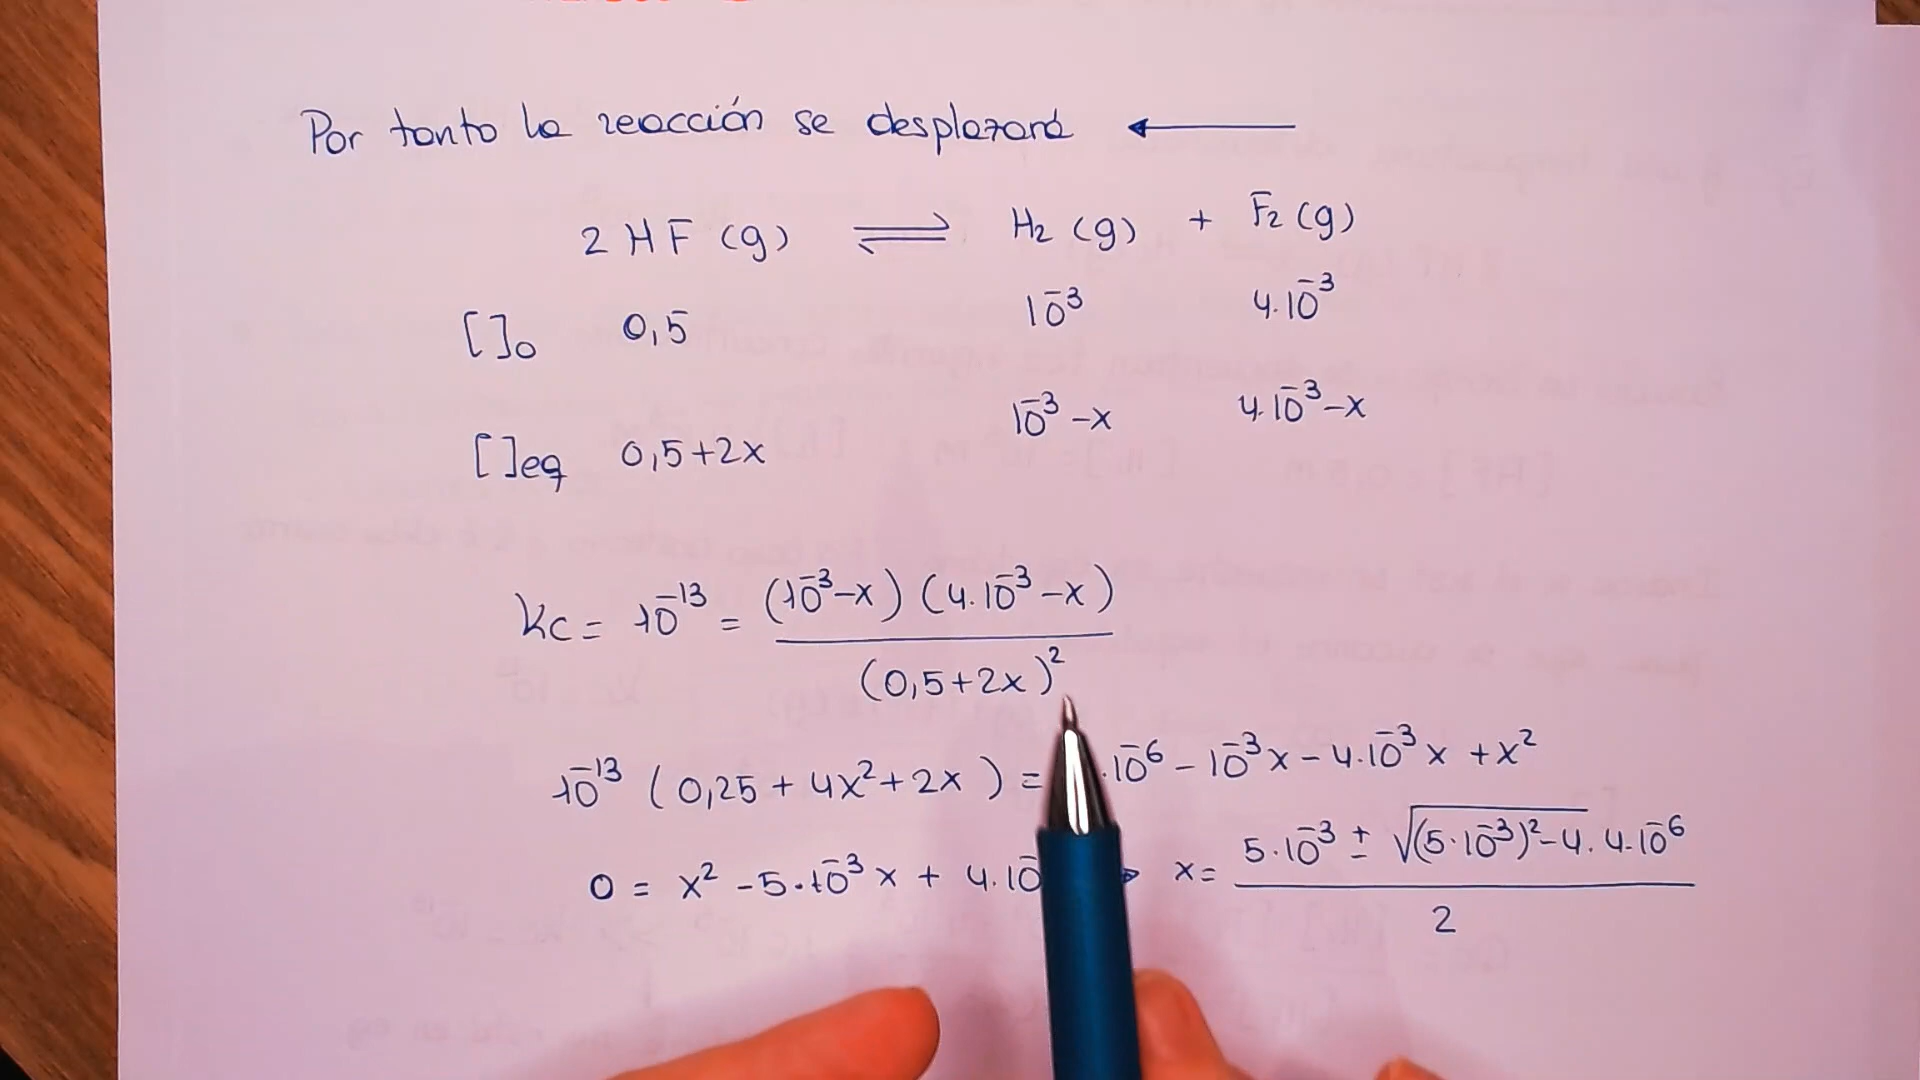 Por tanto la reacción se desplazará ←
2 HF (g) ⇌ H₂ (g) + F₂ (g)
[ ]₀ 0,5 10⁻³ 4.10⁻³
[ ]eq 0,5+2x 10⁻³-x 4.10⁻³-x
Kc = 10⁻¹³ = (10⁻³-x) (4.10⁻³-x) / (0,5+2x)²
10⁻¹³ (0,25 + 4x² + 2x) = .10⁻⁶ - 10⁻³x - 4.10⁻³x + x²
0 = x² - 5.10⁻³x + 4.10⁻ x = 5.10⁻³ ± √(5.10⁻³)²-4.4.10⁻⁶ / 2